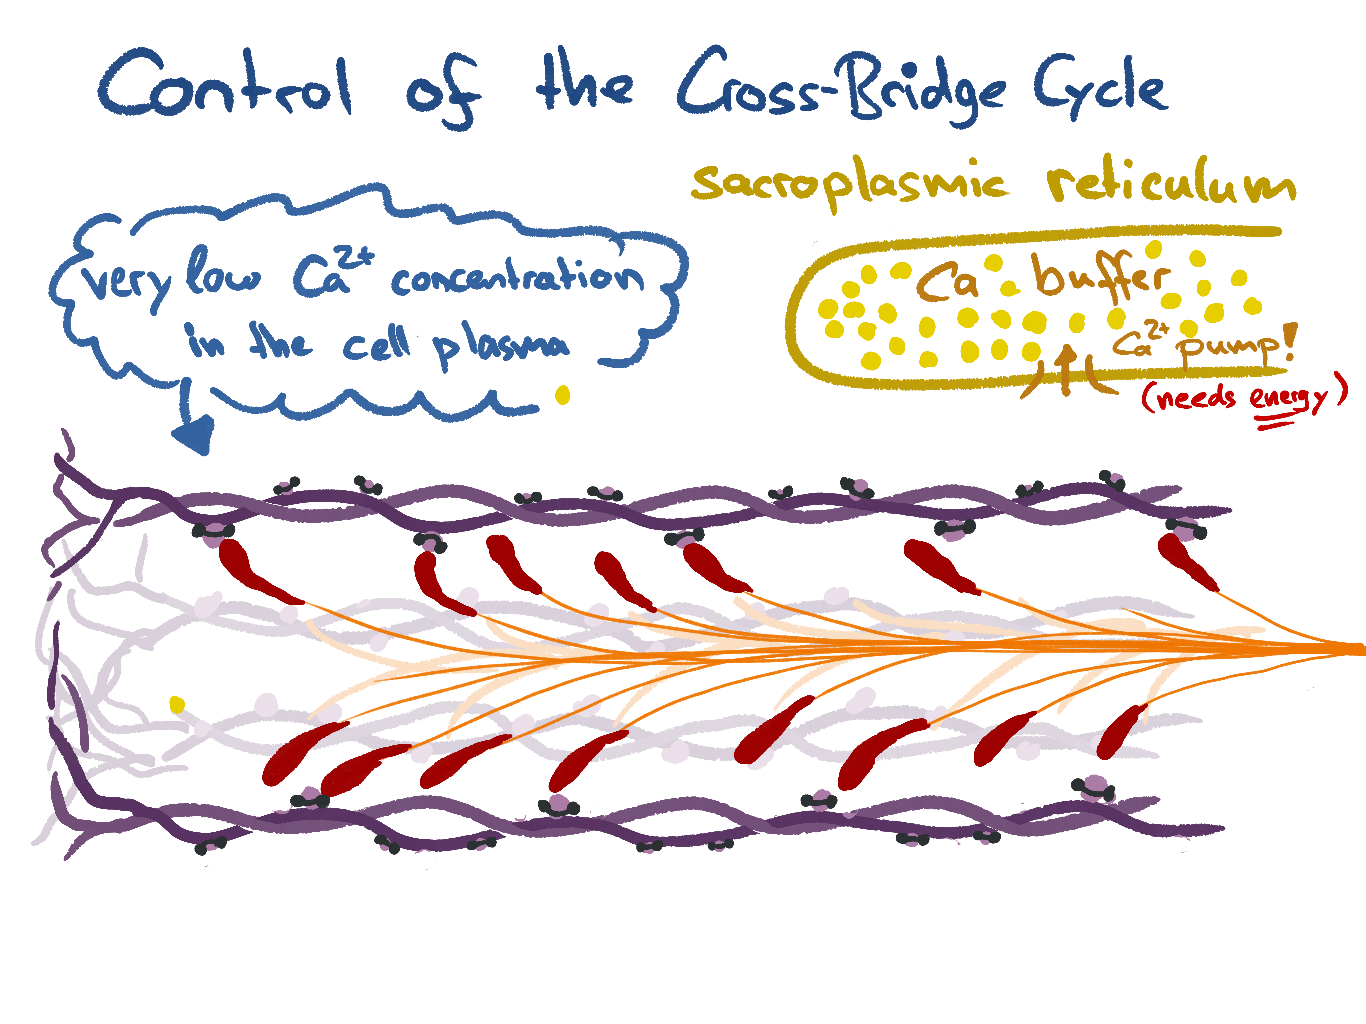 Control of the Cross-Bridge Cycle
sacroplasmic reticulum
very low Ca²⁺ concentration
in the cell plasma
Ca buffer
Ca²⁺ pump!
(needs energy)